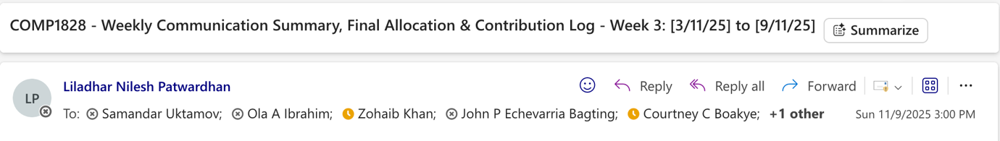 COMP1828 - Weekly Communication Summary, Final Allocation & Contribution Log - Week 3: [3/11/25] to [9/11/25] Summarize
LP Liladhar Nilesh Patwardhan Reply Reply all Forward
To: Samandar Uktamov; Ola A Ibrahim; Zohaib Khan; John P Echevarria Bagting; Courtney C Boakye; +1 other Sun 11/9/2025 3:00 PM